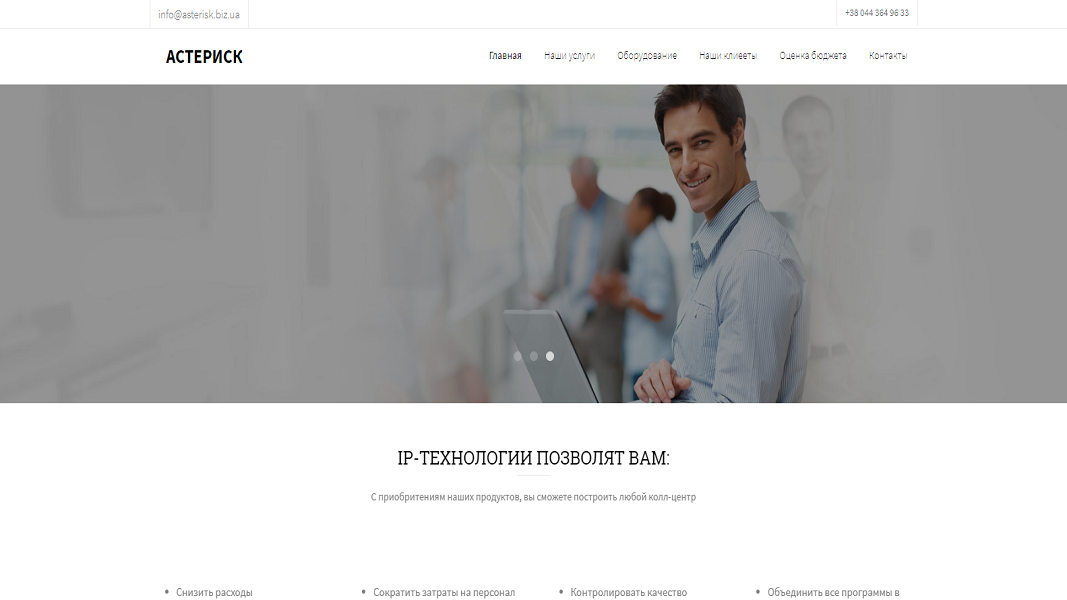 info@asterisk.biz.ua
+38 044 364 96 33
АСТЕРИСК
Главная Наши услуги Оборудование Наши клиееты Оценка бюджета Контакты
IP-ТЕХНОЛОГИИ ПОЗВОЛЯТ ВАМ:
С приобритениям наших продуктов, вы сможете построить любой колл-центр
• Снизить расходы
• Сократить затраты на персонал
• Контролировать качество
• Объединить все программы в